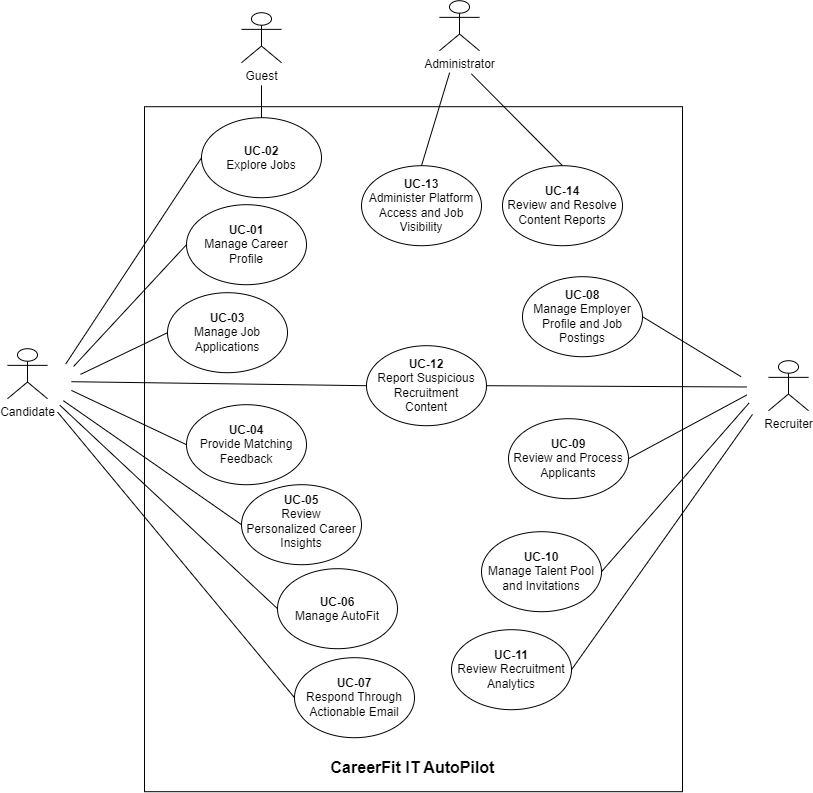 Guest
Administrator
UC-02
Explore Jobs
UC-13
Administer Platform
Access and Job
Visibility
UC-14
Review and Resolve
Content Reports
UC-01
Manage Career
Profile
UC-08
Manage Employer
Profile and Job
Postings
UC-03
Manage Job
Applications
UC-12
Report Suspicious
Recruitment
Content
Candidate
Recruiter
UC-04
Provide Matching
Feedback
UC-09
Review and Process
Applicants
UC-05
Review
Personalized Career
Insights
UC-10
Manage Talent Pool
and Invitations
UC-06
Manage AutoFit
UC-11
Review Recruitment
Analytics
UC-07
Respond Through
Actionable Email
CareerFit IT AutoPilot